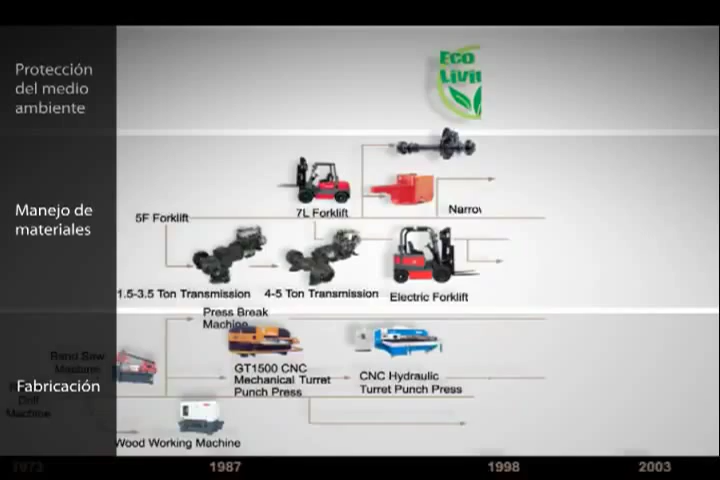 Protección
del medio
ambiente
Eco
Manejo de
materiales
5F Forklift
7L Forklift
1.5-3.5 Ton Transmission
4-5 Ton Transmission
Electric Forklift
Fabricación
Press Break
Machine
Band Saw
Machine
Drill
Machine
GT1500 CNC
Mechanical Turret
Punch Press
CNC Hydraulic
Turret Punch Press
Wood Working Machine
1973
1987
1998
2003